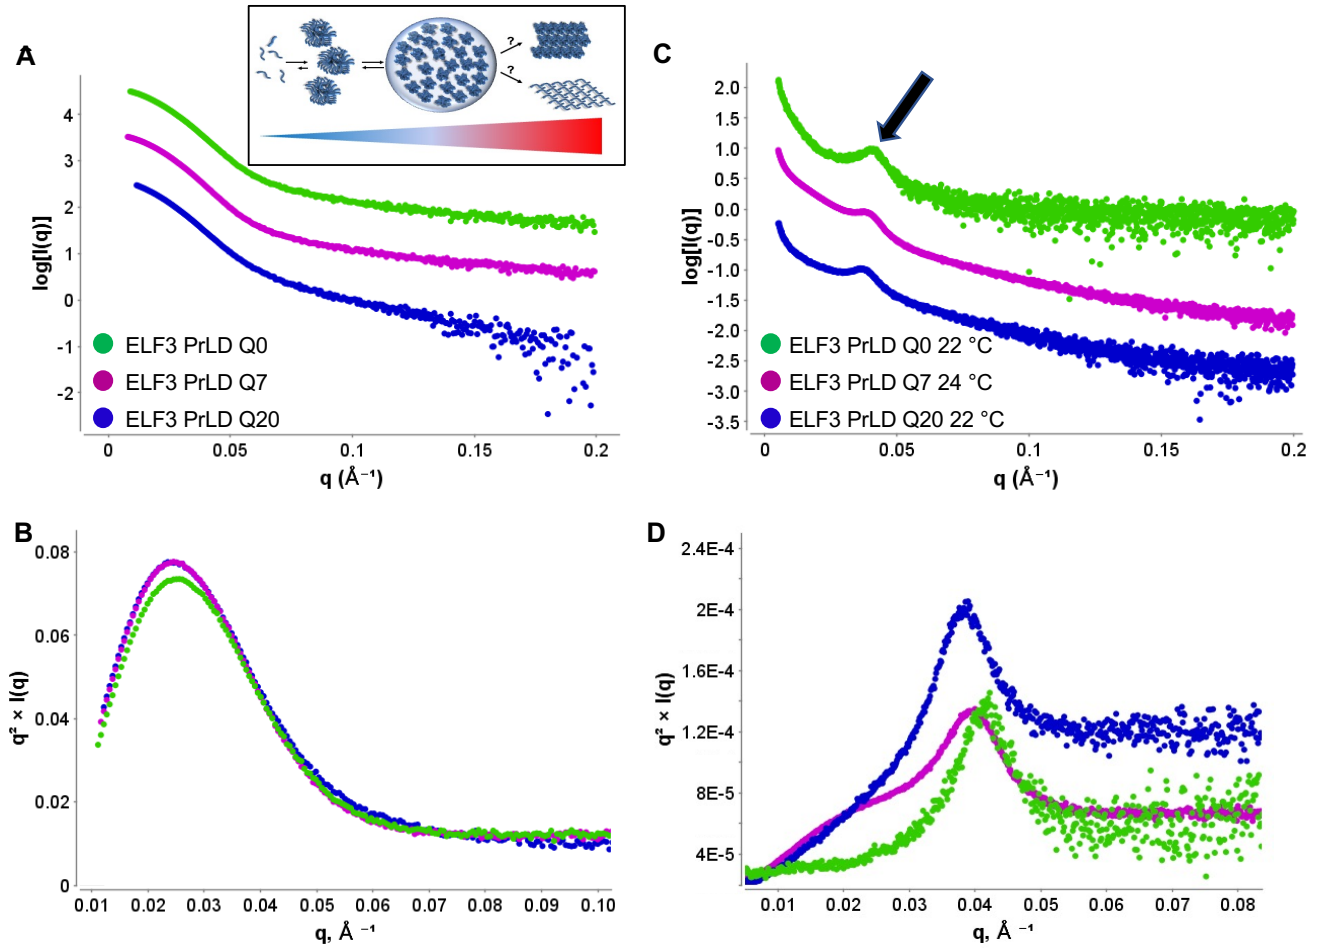 A
?
?
4
3
2
1
0
-1
-2
log[I(q)]
ELF3 PrLD Q0
ELF3 PrLD Q7
ELF3 PrLD Q20
0
0.05
0.1
0.15
0.2
q (Å⁻¹)
C
2.0
1.5
1.0
0.5
0.0
-0.5
-1.0
-1.5
-2.0
-2.5
-3.0
-3.5
log[I(q)]
ELF3 PrLD Q0 22 °C
ELF3 PrLD Q7 24 °C
ELF3 PrLD Q20 22 °C
0
0.05
0.1
0.15
0.2
q (Å⁻¹)
B
0.08
0.06
0.04
0.02
0
q² × I(q)
0.01
0.02
0.03
0.04
0.05
0.06
0.07
0.08
0.09
0.10
q, Å⁻¹
D
2.4E-4
2E-4
1.6E-4
1.2E-4
8E-5
4E-5
q² × I(q)
0.01
0.02
0.03
0.04
0.05
0.06
0.07
0.08
q, Å⁻¹